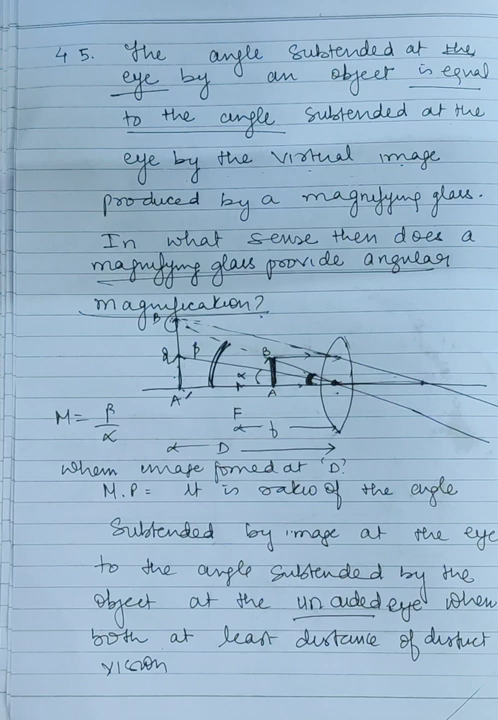 45. The angle subtended at the
eye by an object is equal
to the angle subtended at the
eye by the virtual image
produced by a magnifying glass.
In what sense then does a
magnifying glass provide angular
magnification?
B'
Q β B
α
A' A
F
f
M = β/α
D
When image formed at 'D'?
M.P = It is ratio of the angle
Subtended by image at the eye
to the angle subtended by the
object at the unaided eye when
both at least distance of distict
vision